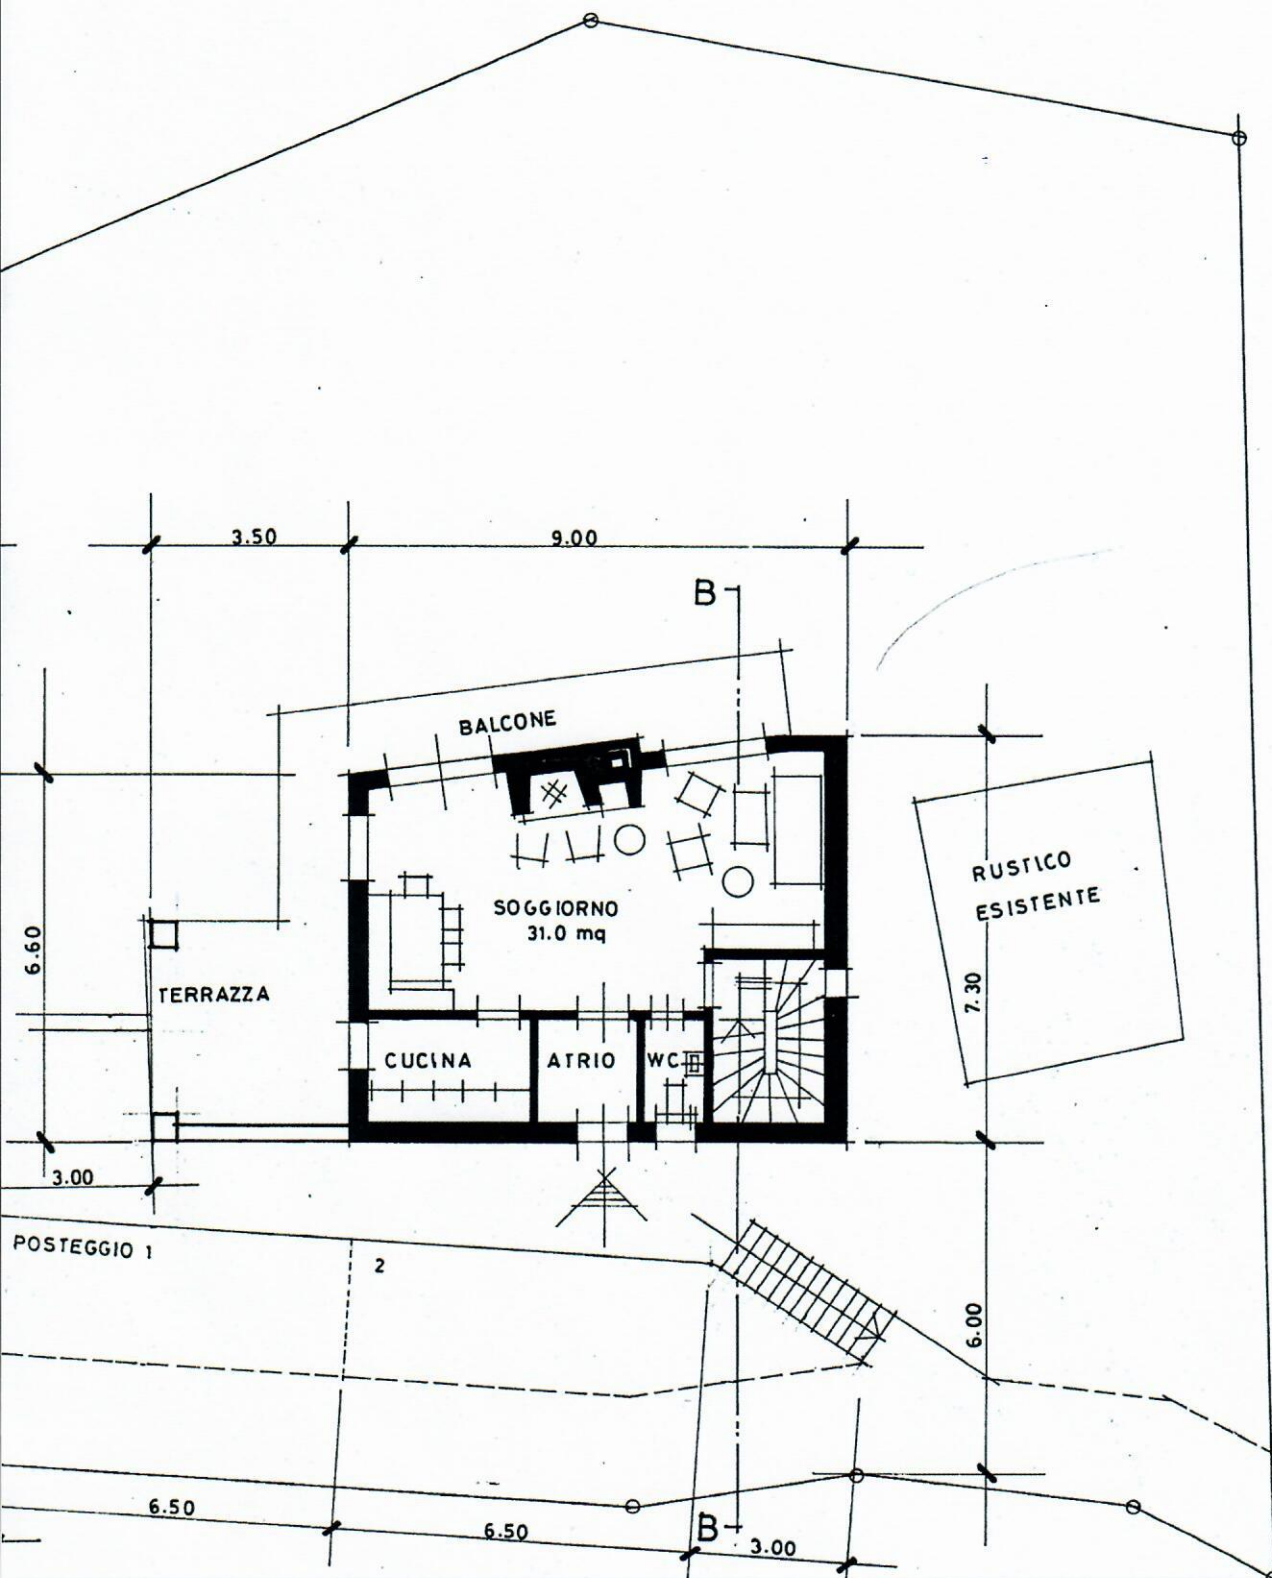 3.50
9.00
B
BALCONE
SOGGIORNO
31.0 mq
RUSTICO
ESISTENTE
6.60
TERRAZZA
7.30
CUCINA
ATRIO
WC
3.00
POSTEGGIO 1
2
6.00
6.50
6.50
B
3.00